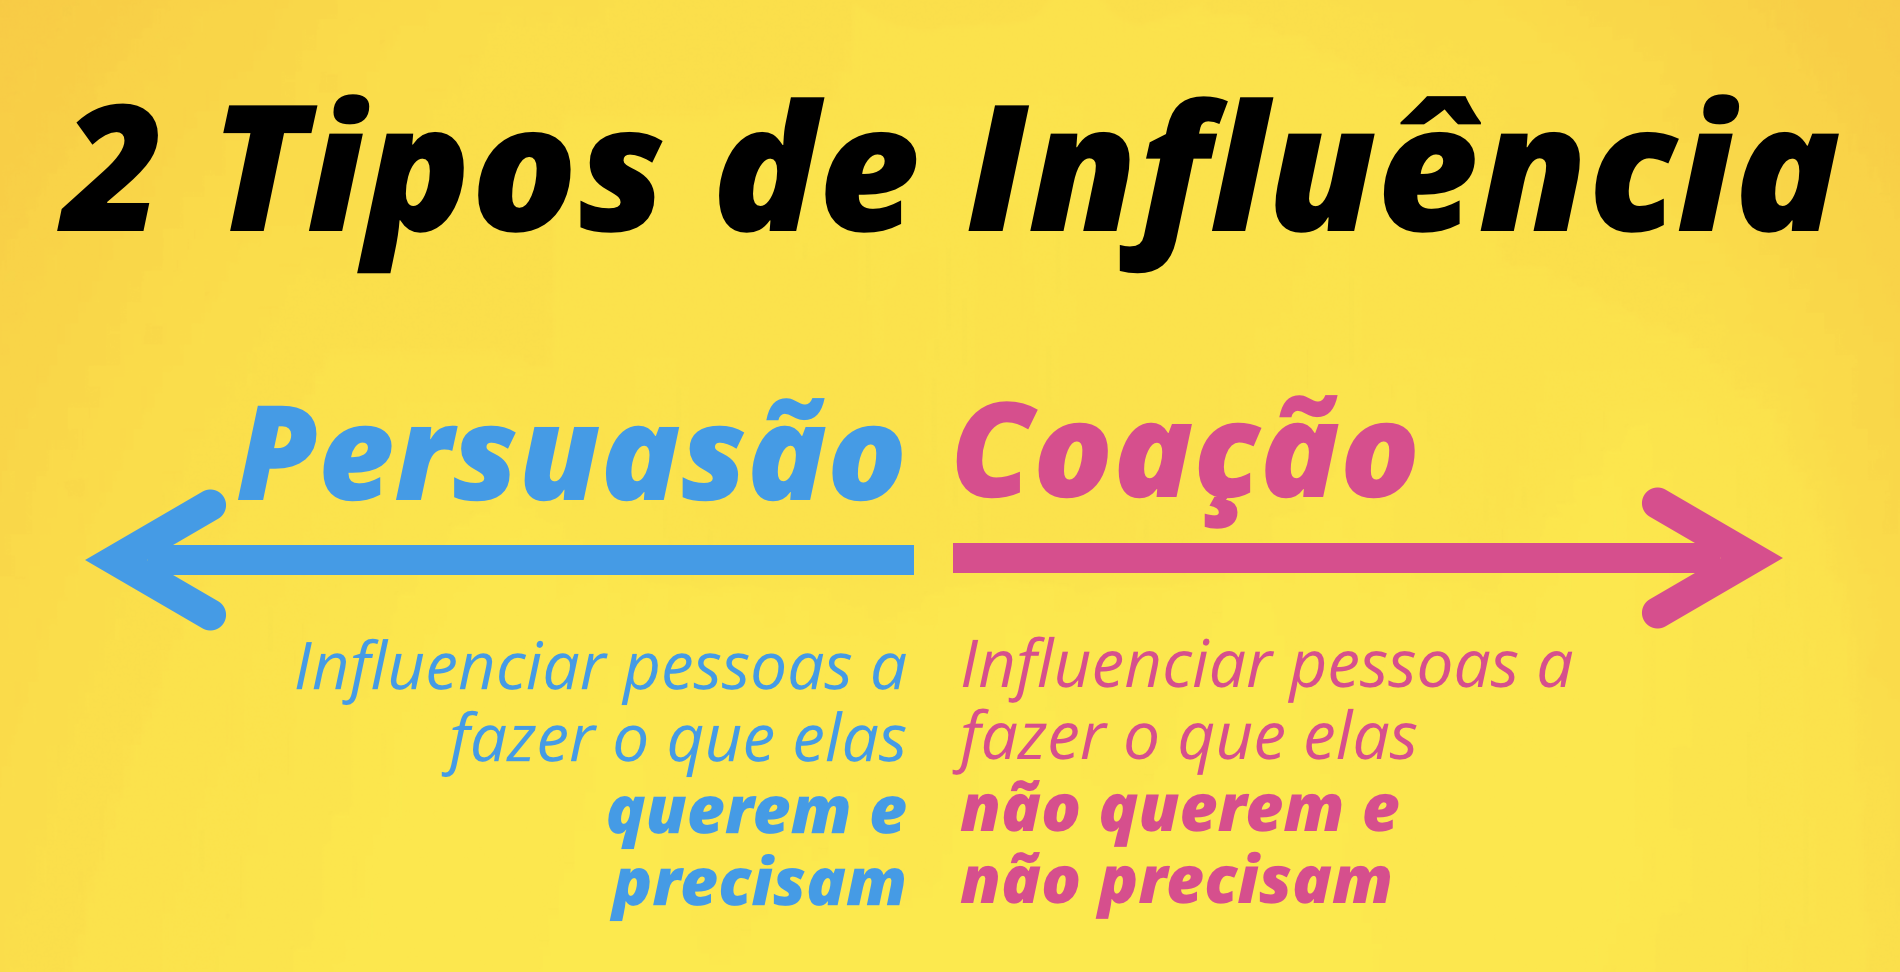 2 Tipos de Influência
Persuasão
Influenciar pessoas a
fazer o que elas
querem e
precisam
Coação
Influenciar pessoas a
fazer o que elas
não querem e
não precisam